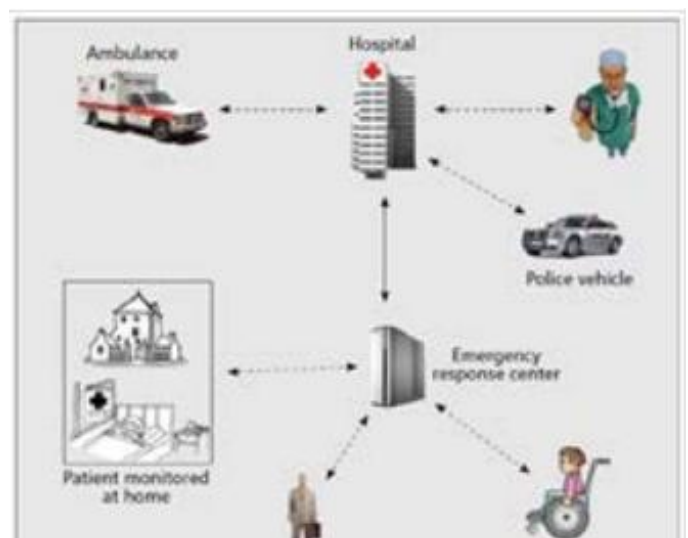 Ambulance
Hospital
Police vehicle
Emergency
response center
Patient monitored
at home